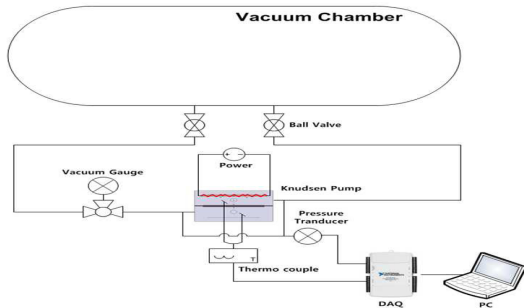 Vacuum Chamber
Ball Valve
Power
Vacuum Gauge
Knudsen Pump
Pressure
Tranducer
T
Thermo couple
DAQ
PC